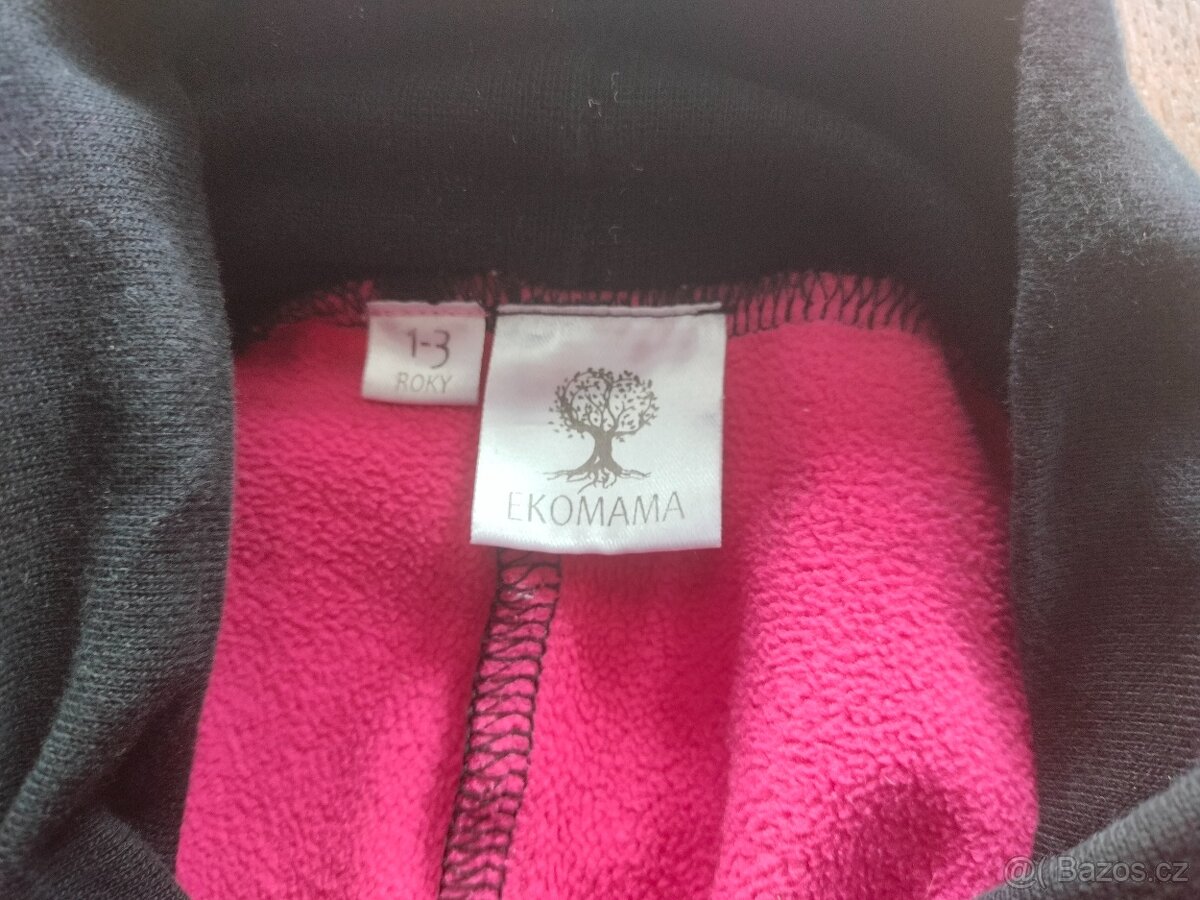 1-3
ROKY
EKOMAMA
@( Bazos.cz